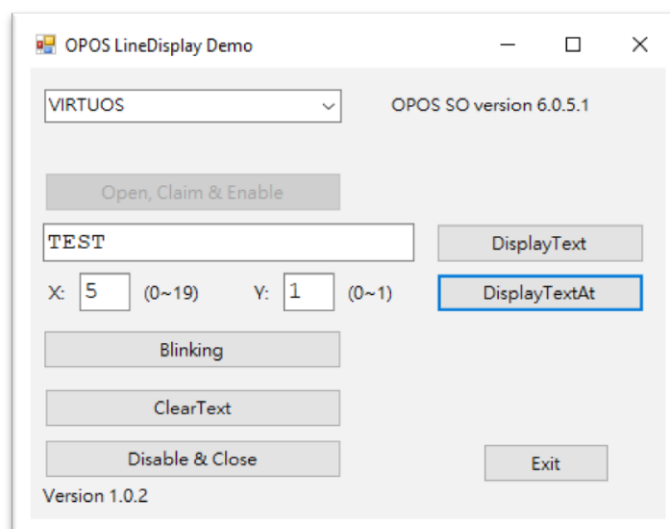 OPOS LineDisplay Demo
VIRTUOS OPOS SO version 6.0.5.1
Open, Claim & Enable
TEST DisplayText
X: 5 (0~19) Y: 1 (0~1) DisplayTextAt
Blinking
ClearText
Disable & Close Exit
Version 1.0.2